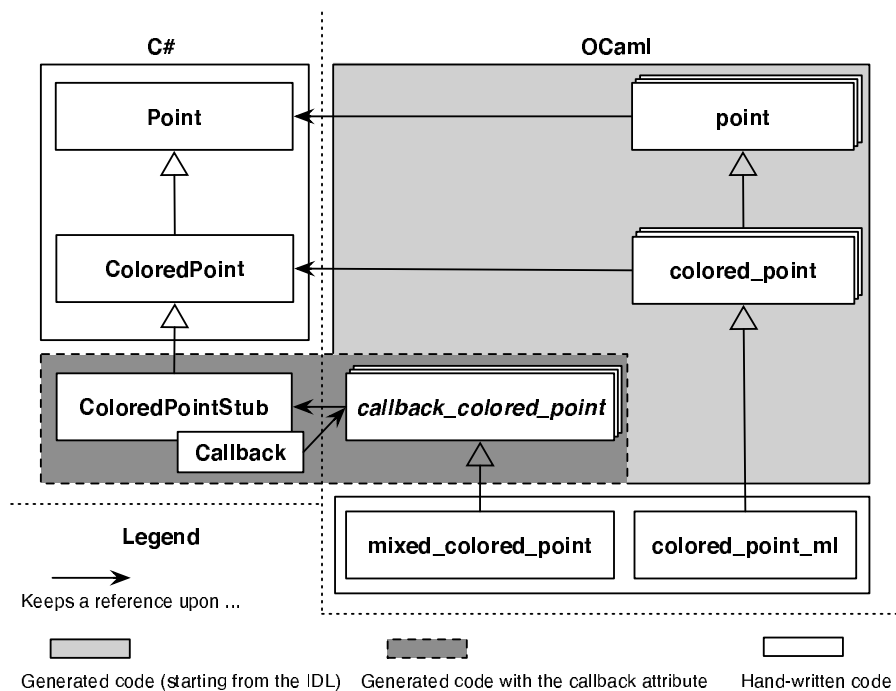 C#
OCaml
Point
point
ColoredPoint
colored_point
ColoredPointStub
callback_colored_point
Callback
mixed_colored_point
colored_point_ml
Legend
Keeps a reference upon ...
Generated code (starting from the IDL)
Generated code with the callback attribute
Hand-written code